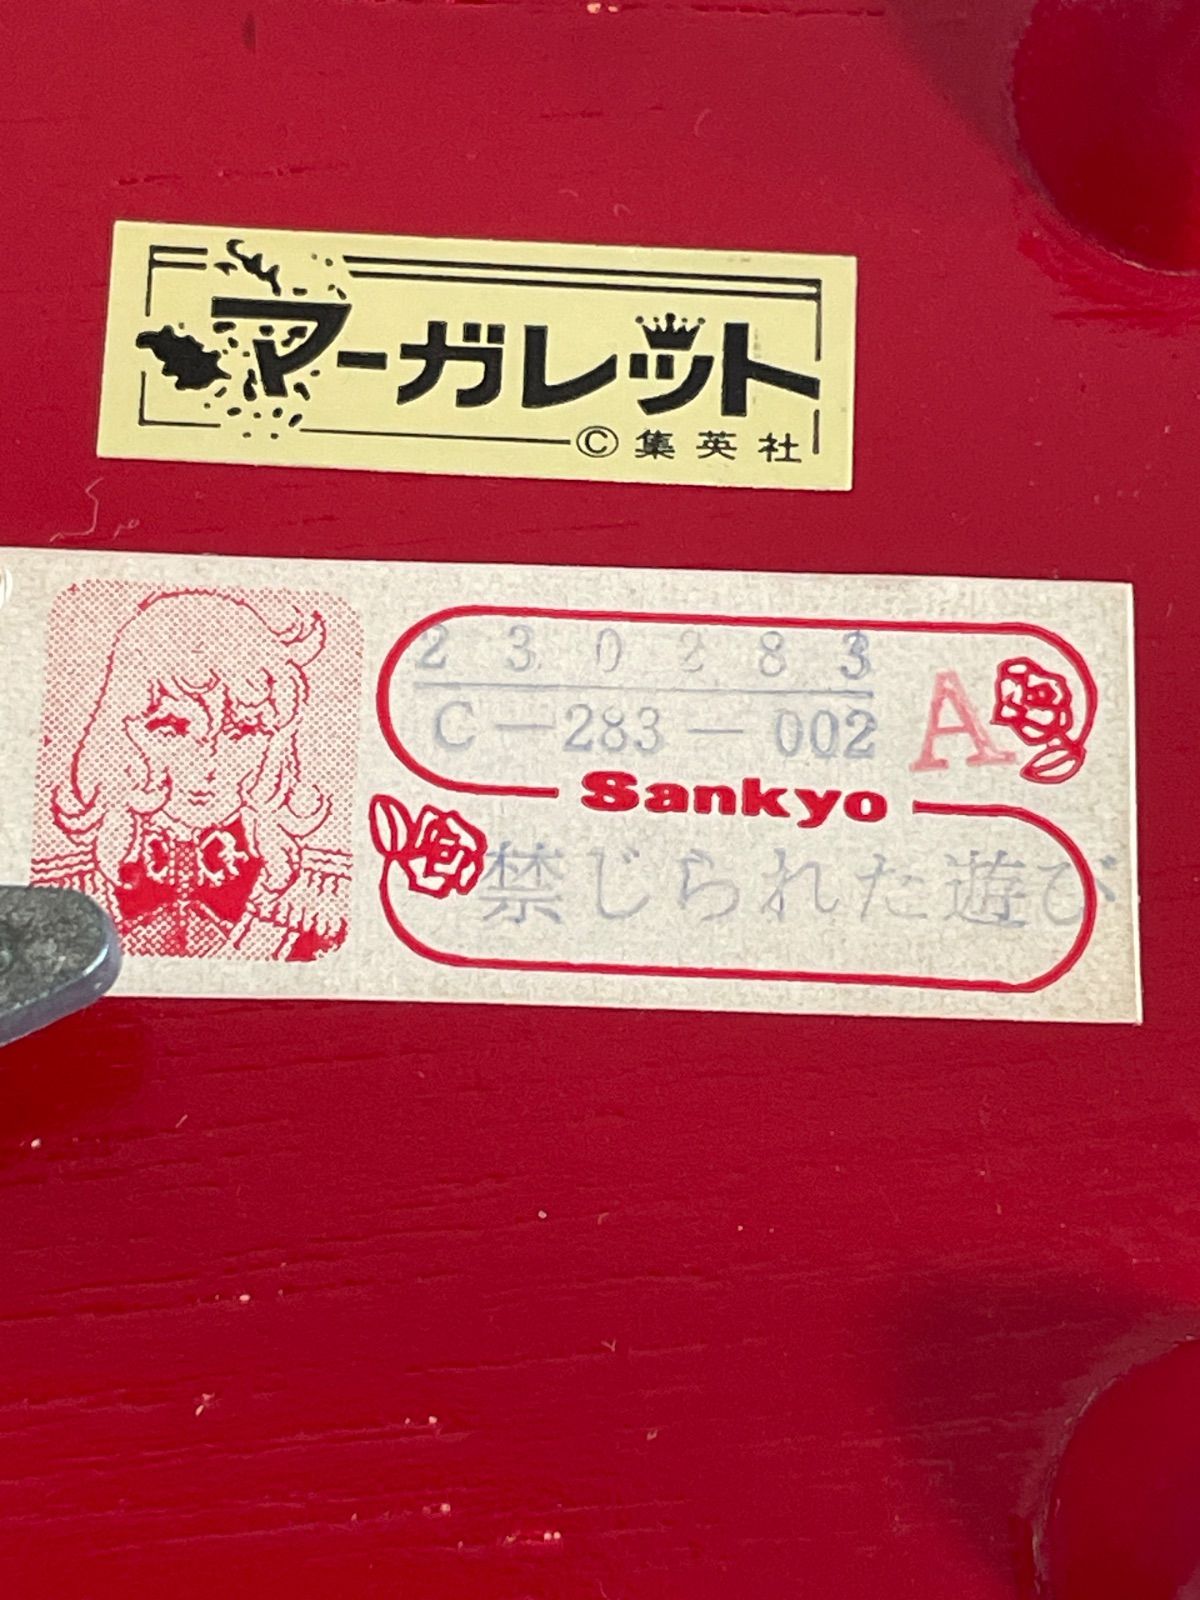 マーガレット
©集英社
230283
C-283-002
A
Sankyo
禁じられた遊び